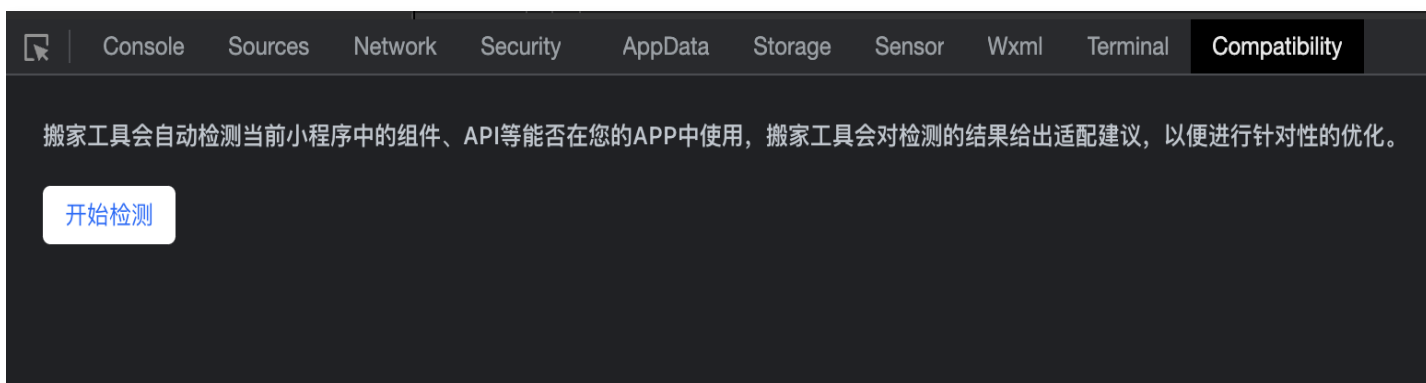 Console Sources Network Security AppData Storage Sensor Wxml Terminal Compatibility
搬家工具会自动检测当前小程序中的组件、API等能否在您的APP中使用，搬家工具会对检测的结果给出适配建议，以便进行针对性的优化。
开始检测